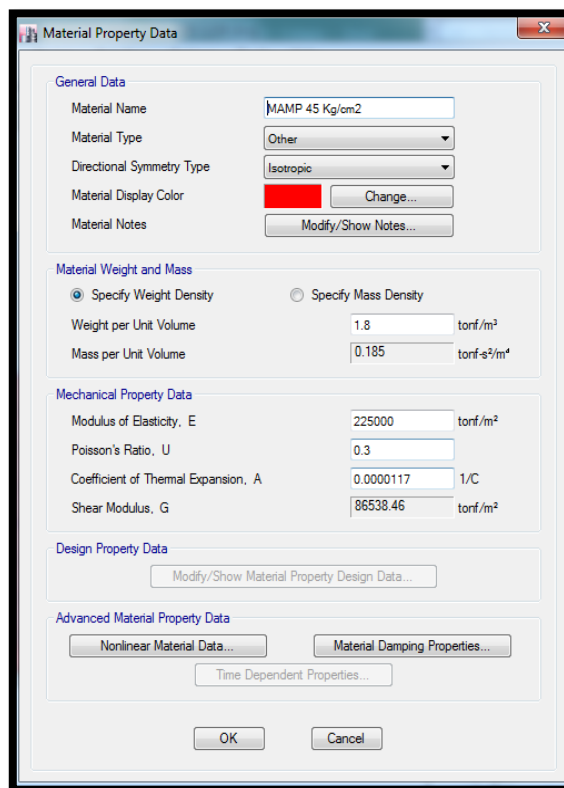 Material Property Data
General Data
Material Name MAMP 45 Kg/cm2
Material Type Other
Directional Symmetry Type Isotropic
Material Display Color Change...
Material Notes Modify/Show Notes...
Material Weight and Mass
Specify Weight Density Specify Mass Density
Weight per Unit Volume 1.8 tonf/m³
Mass per Unit Volume 0.185 tonf-s²/m⁴
Mechanical Property Data
Modulus of Elasticity, E 225000 tonf/m²
Poisson's Ratio, U 0.3
Coefficient of Thermal Expansion, A 0.0000117 1/C
Shear Modulus, G 86538.46 tonf/m²
Design Property Data
Modify/Show Material Property Design Data...
Advanced Material Property Data
Nonlinear Material Data... Material Damping Properties...
Time Dependent Properties...
OK Cancel